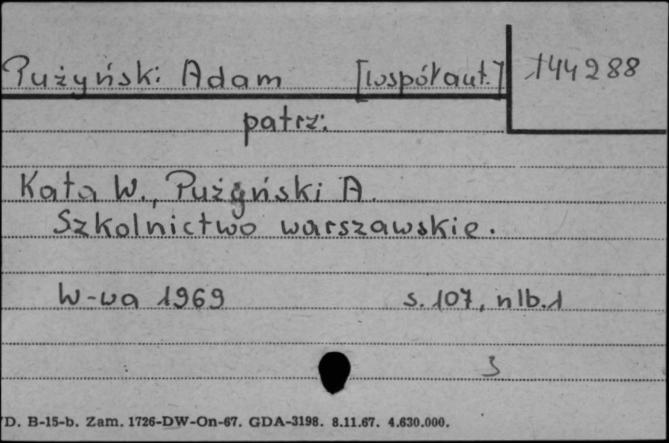 Pużyński Adam [współaut.] 144288
patrz:
Kata W., Pużyński A.
Szkolnictwo warszawskie.
W-wa 1969 s. 107, nlb.1
3
D. B-15-b. Zam. 1726-DW-On-67. GDA-3198. 8.11.67. 4.630.000.